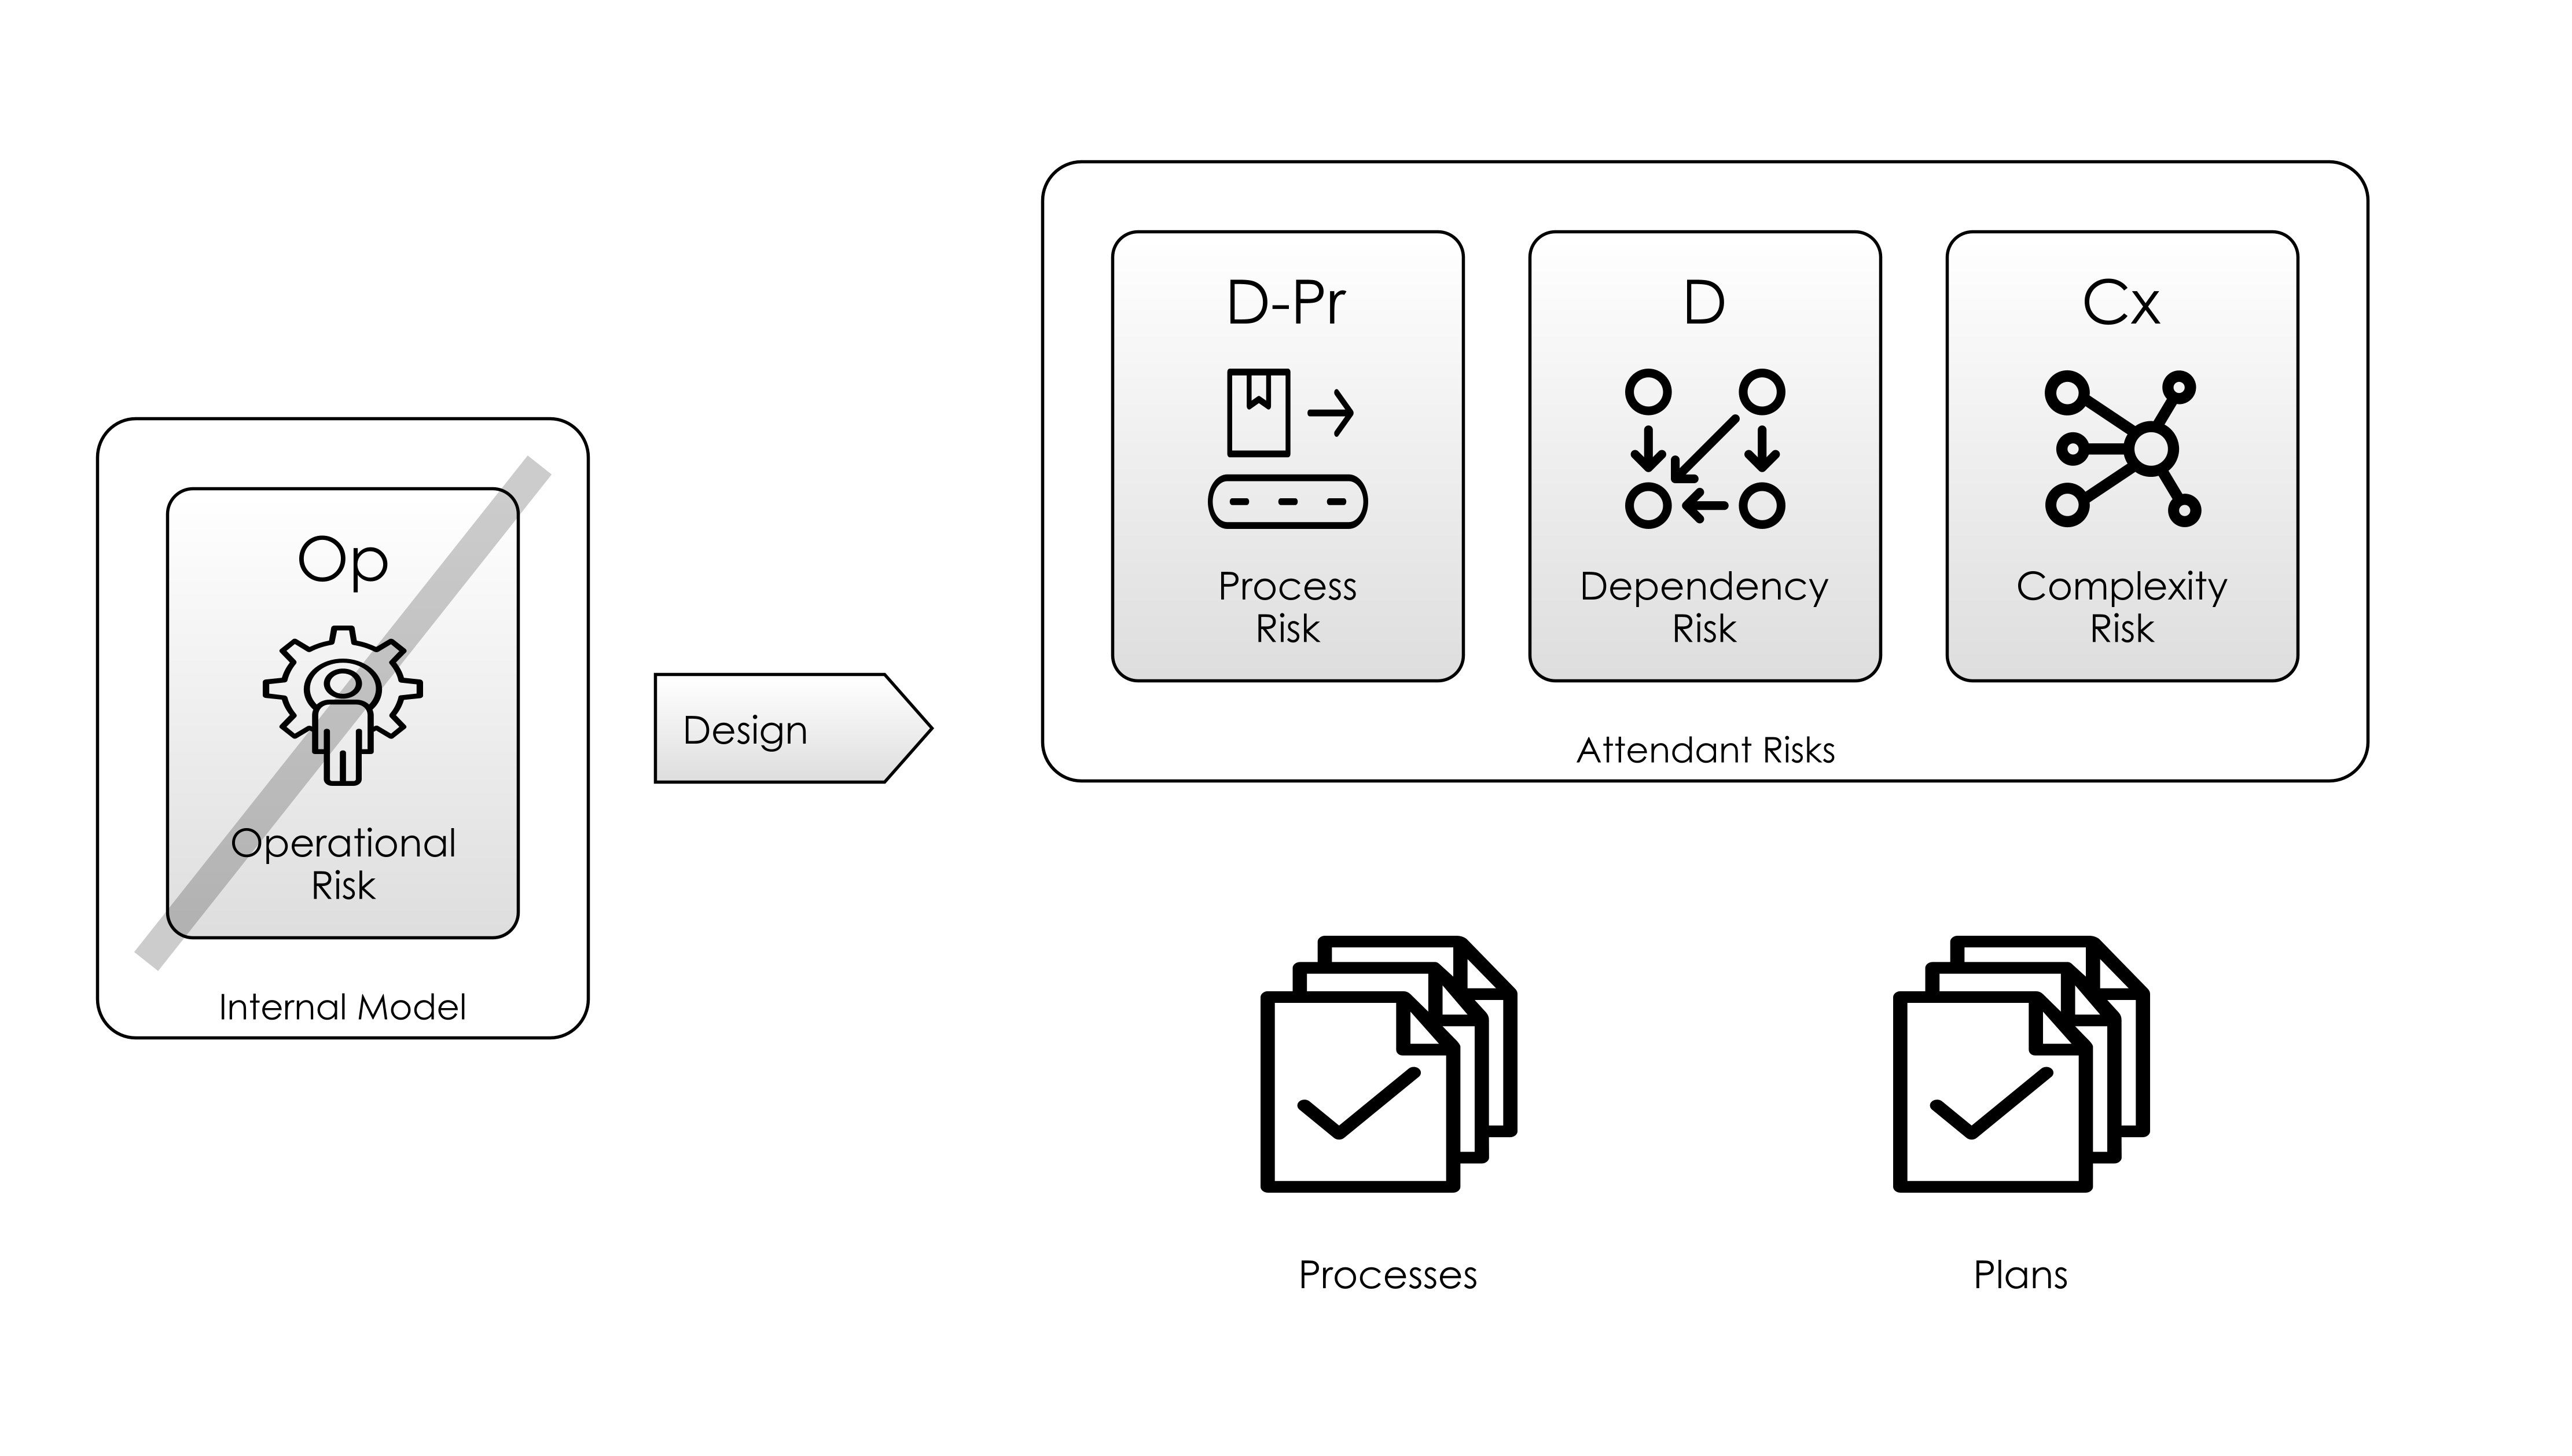 Op
Operational
Risk
Internal Model
Design
D-Pr
Process
Risk
D
Dependency
Risk
Cx
Complexity
Risk
Attendant Risks
Processes
Plans